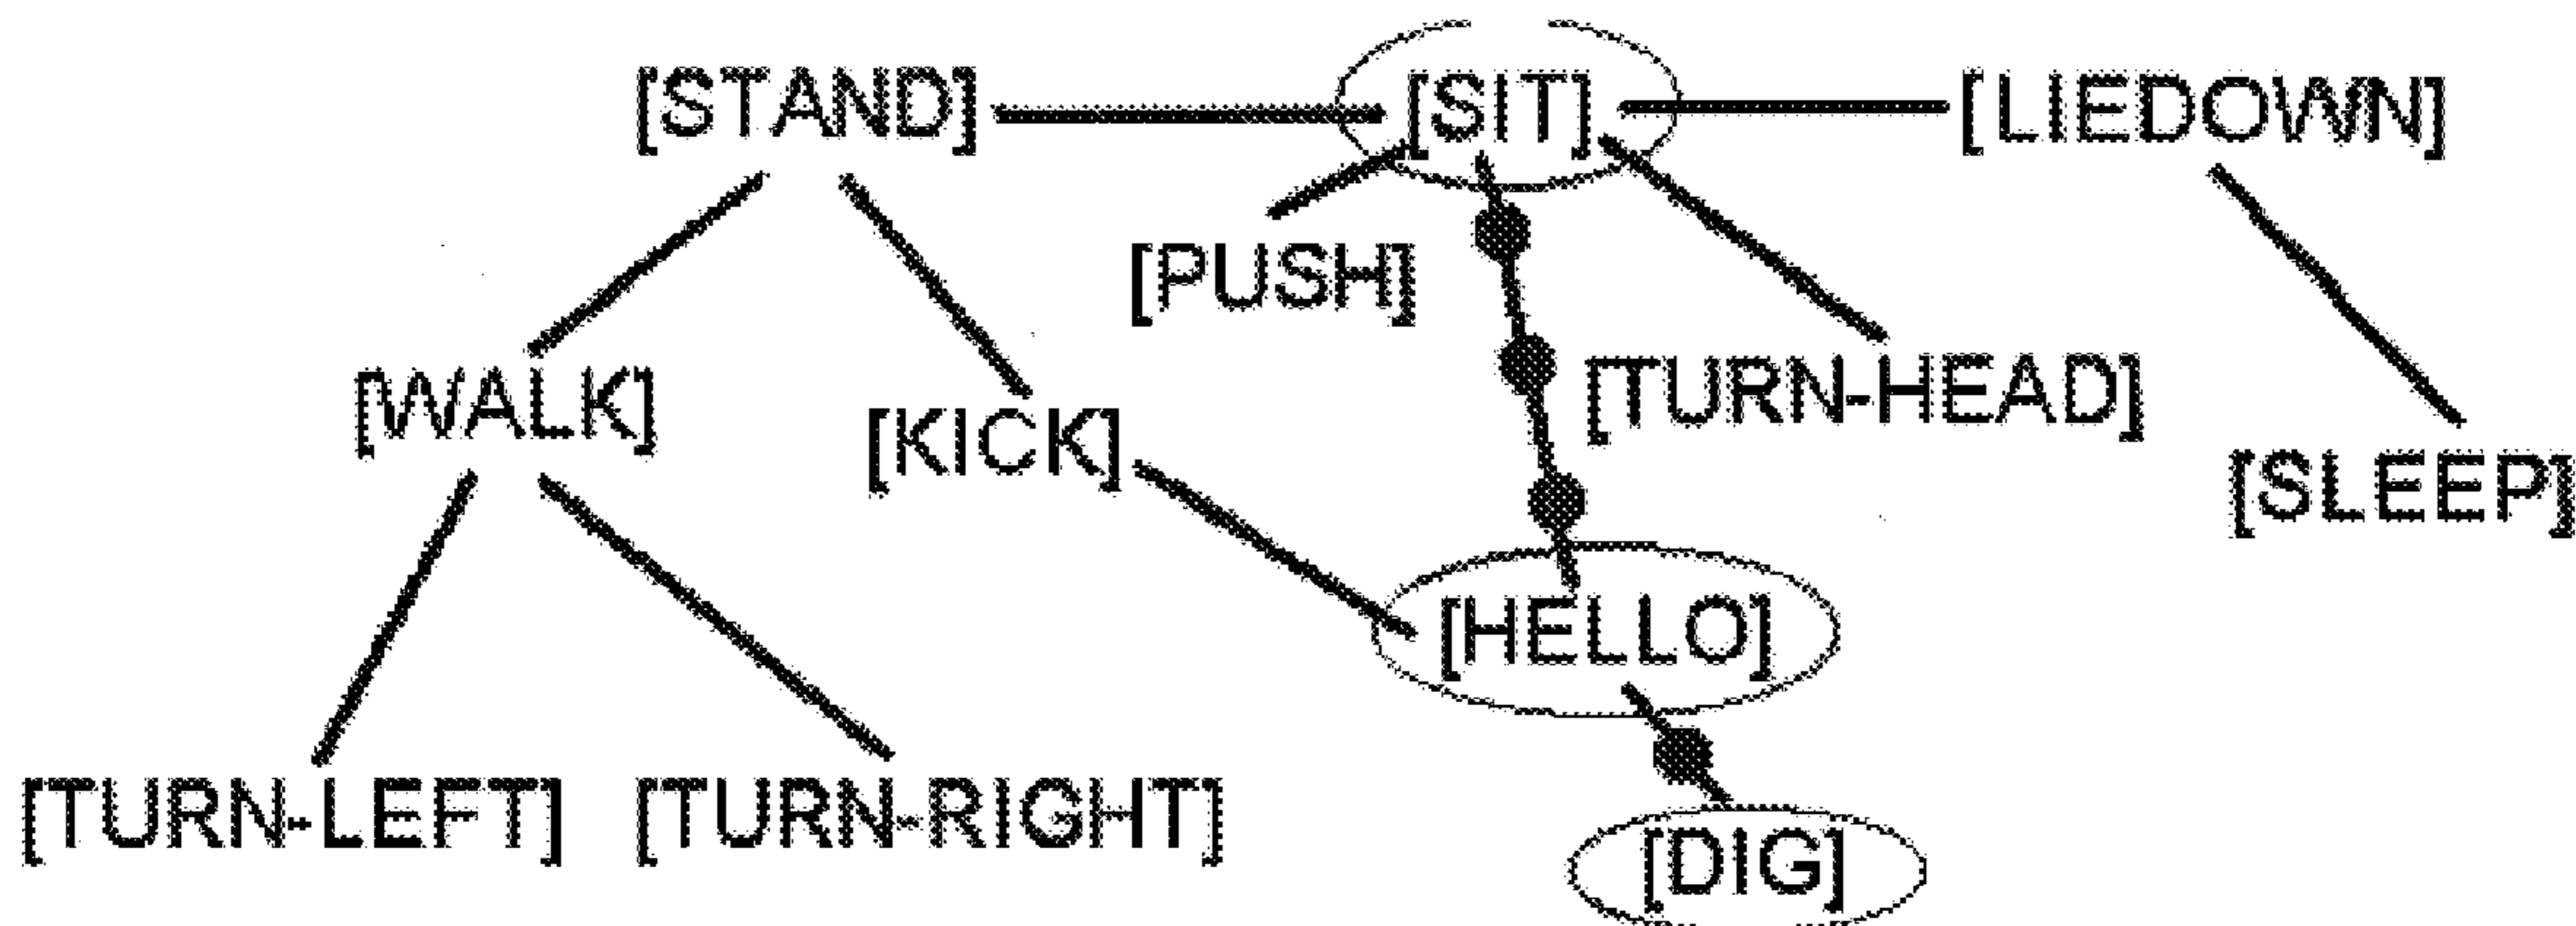 [STAND] [SIT] [LIEDOWN]
[PUSH]
[WALK] [KICK] [TURN-HEAD]
[SLEEP]
[HELLO]
[TURN-LEFT] [TURN-RIGHT] [DIG]